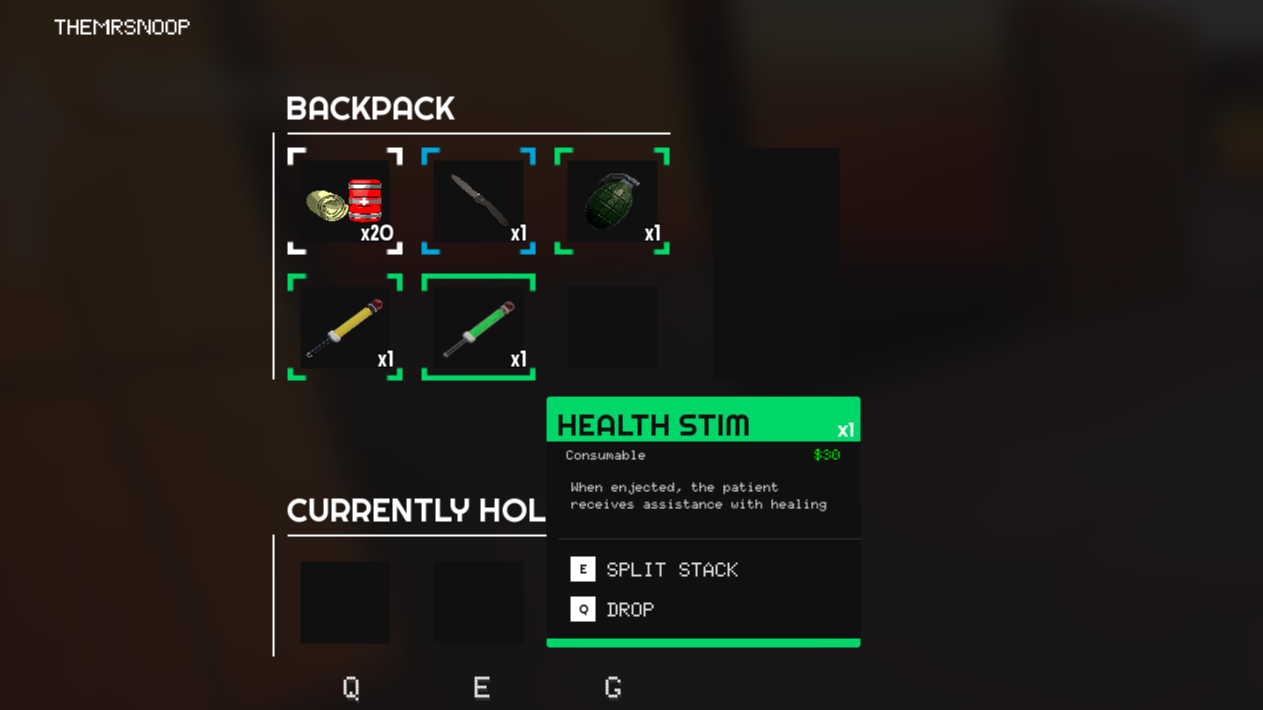 THEMRSNOOP
BACKPACK
x20
x1
x1
x1
x1
HEALTH STIM x1
Consumable $30
When enjected, the patient
receives assistance with healing
CURRENTLY HOL
E SPLIT STACK
Q DROP
Q E G